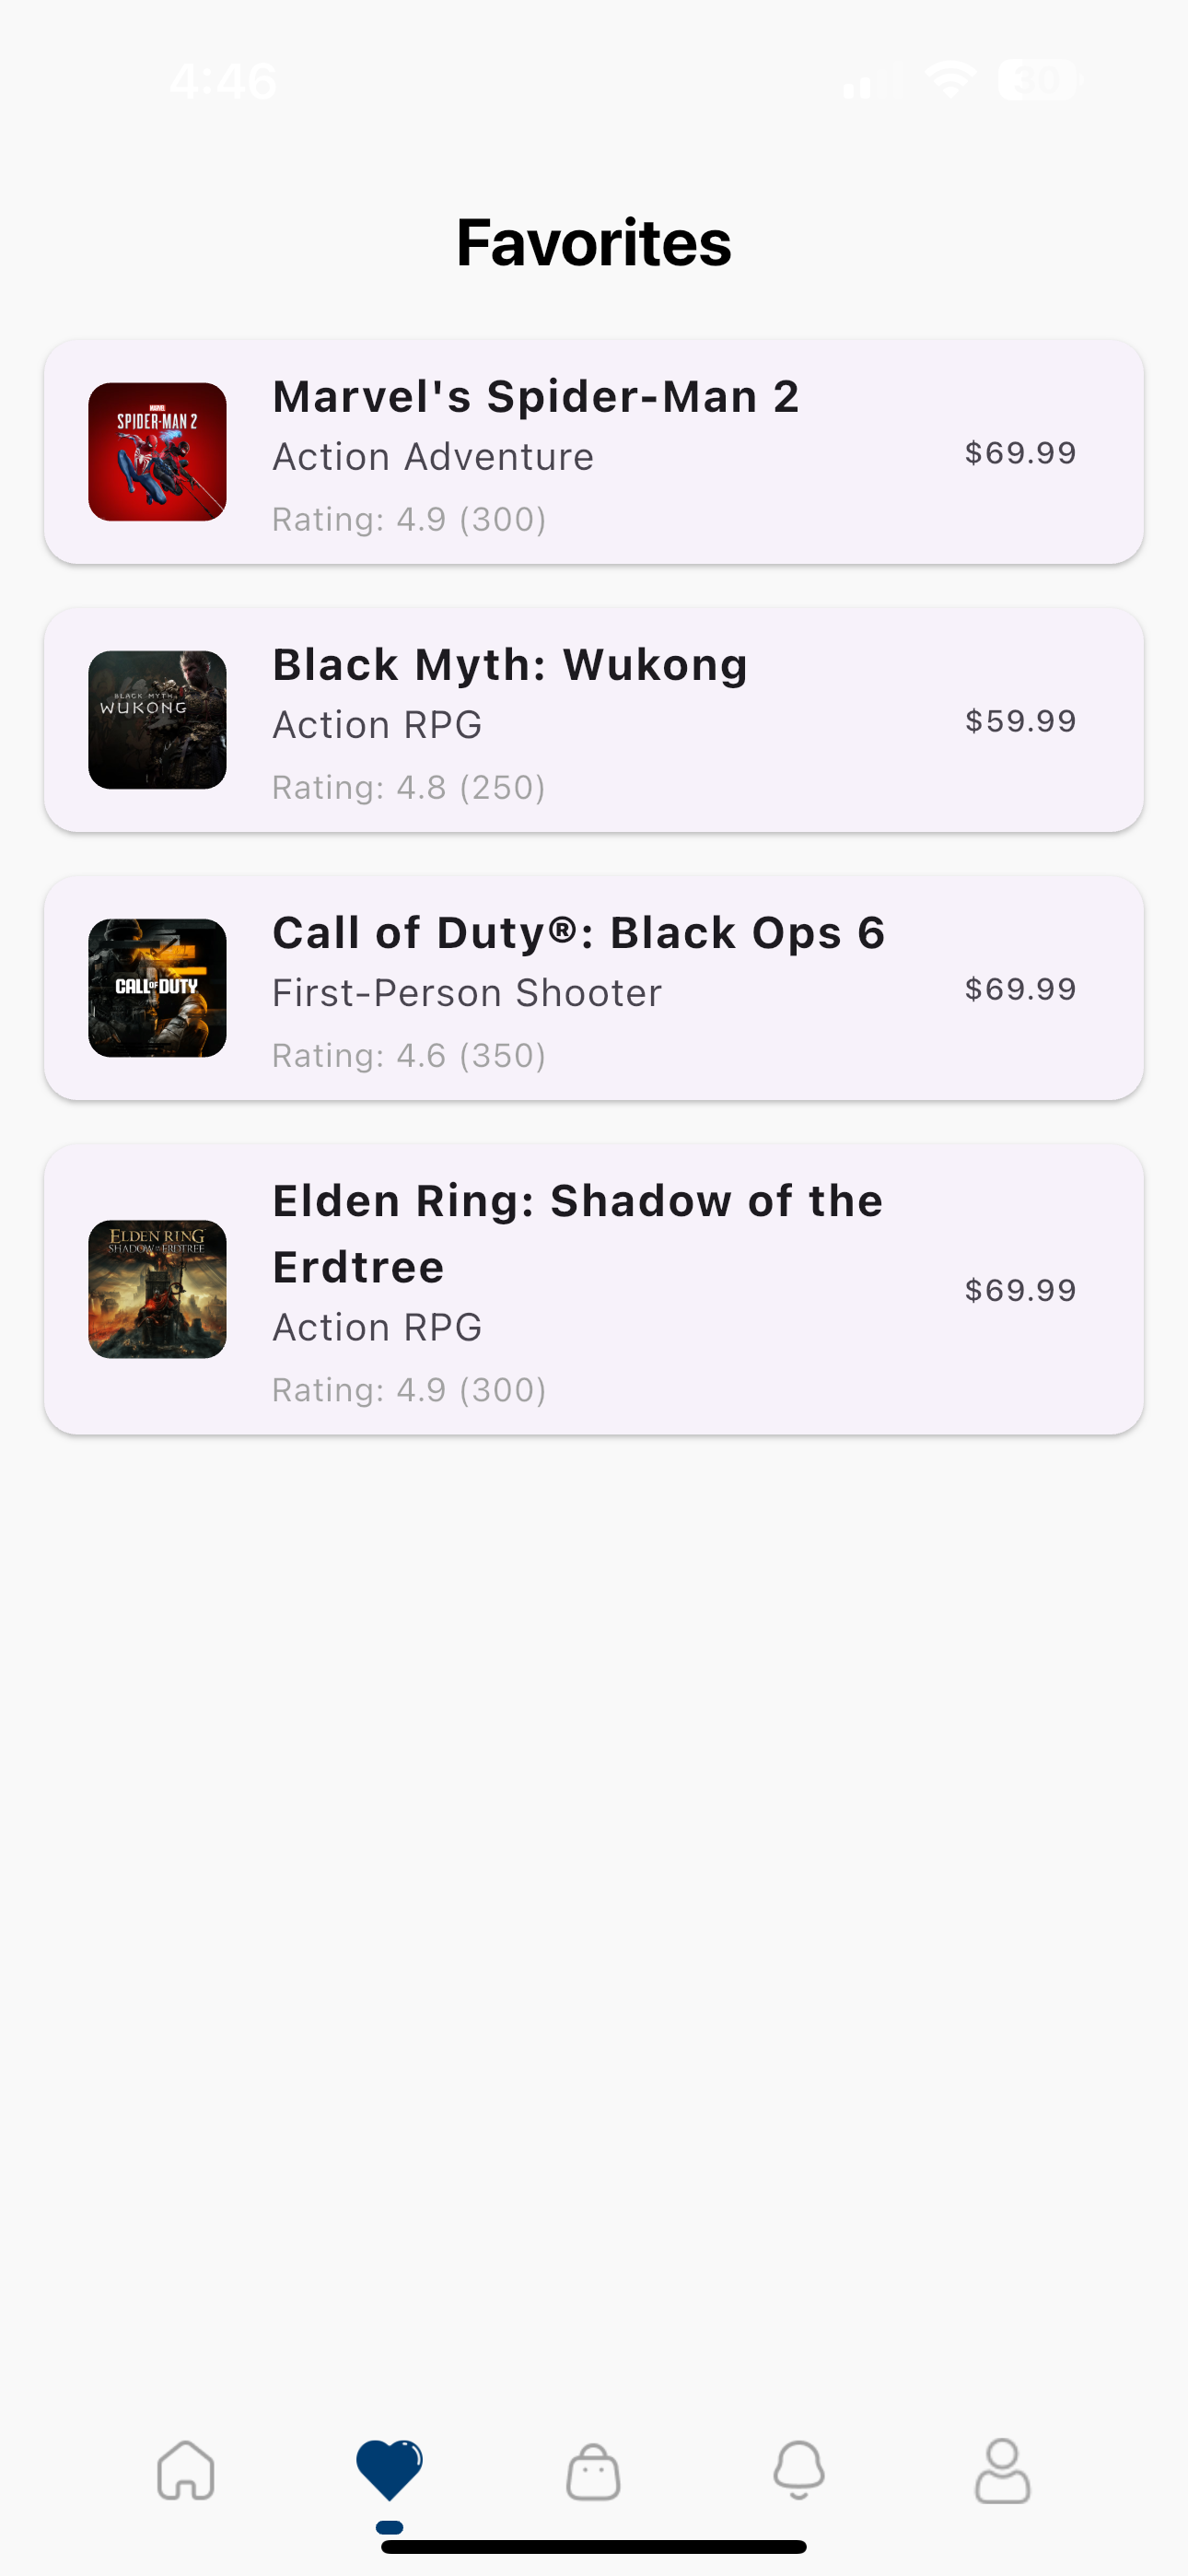 4:46
30
Favorites
MARVEL
SPIDER-MAN 2
Marvel's Spider-Man 2
Action Adventure
$69.99
Rating: 4.9 (300)
BLACK MYTH
WUKONG
Black Myth: Wukong
Action RPG
$59.99
Rating: 4.8 (250)
CALL OF DUTY
Call of Duty®: Black Ops 6
First-Person Shooter
$69.99
Rating: 4.6 (350)
ELDEN RING
SHADOW OF THE ERDTREE
Elden Ring: Shadow of the
Erdtree
$69.99
Action RPG
Rating: 4.9 (300)